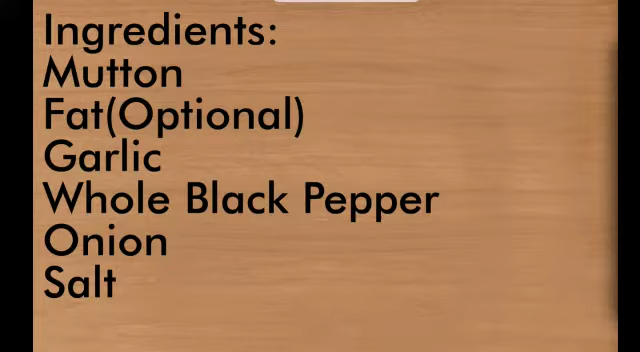 Ingredients:
Mutton
Fat(Optional)
Garlic
Whole Black Pepper
Onion
Salt